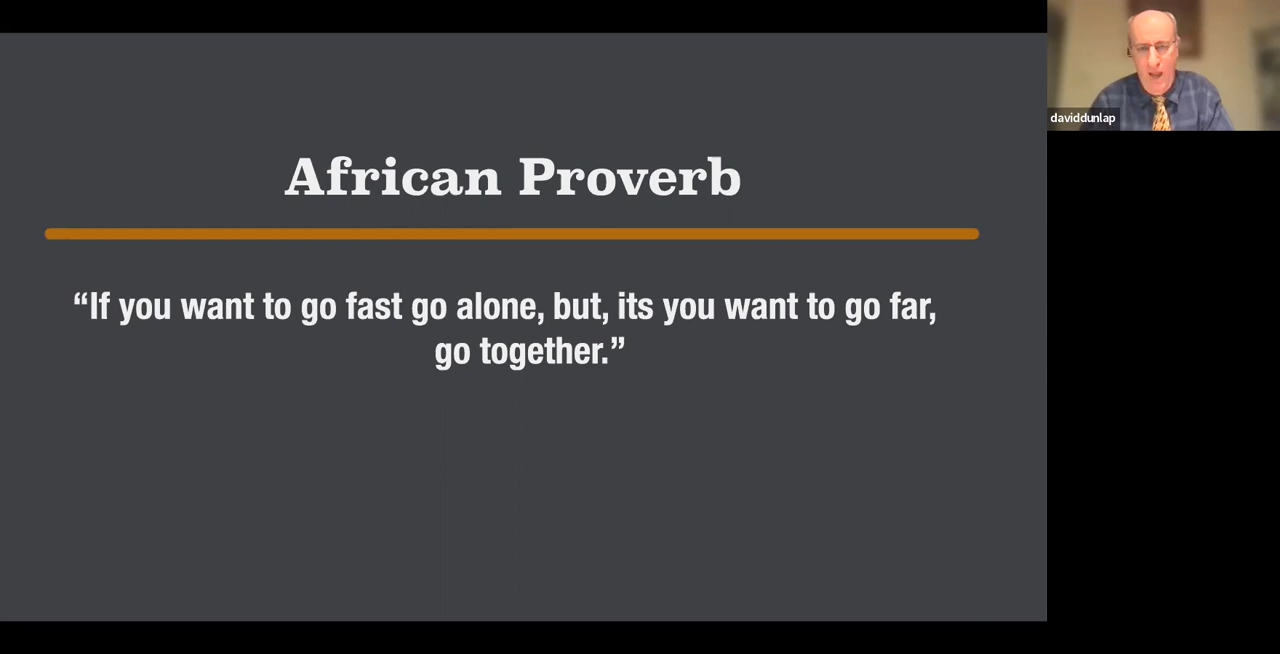 African Proverb
“If you want to go fast go alone, but, its you want to go far,
go together.”
daviddunlap